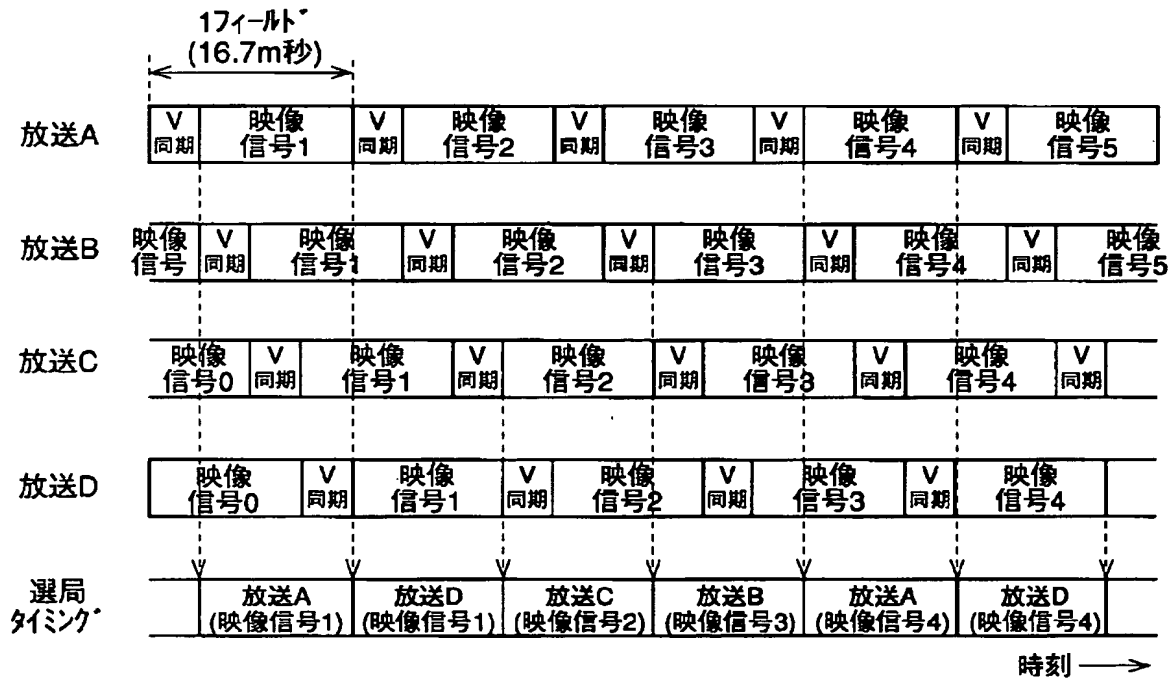 1フィールド
(16.7m秒)
放送A
V
同期
映像
信号1
V
同期
映像
信号2
V
同期
映像
信号3
V
同期
映像
信号4
V
同期
映像
信号5
放送B
映像
信号
V
同期
映像
信号1
V
同期
映像
信号2
V
同期
映像
信号3
V
同期
映像
信号4
V
同期
映像
信号5
放送C
映像
信号0
V
同期
映像
信号1
V
同期
映像
信号2
V
同期
映像
信号3
V
同期
映像
信号4
V
同期
放送D
映像
信号0
V
同期
映像
信号1
V
同期
映像
信号2
V
同期
映像
信号3
V
同期
映像
信号4
選局
タイミング
放送A
(映像信号1)
放送D
(映像信号1)
放送C
(映像信号2)
放送B
(映像信号3)
放送A
(映像信号4)
放送D
(映像信号4)
時刻